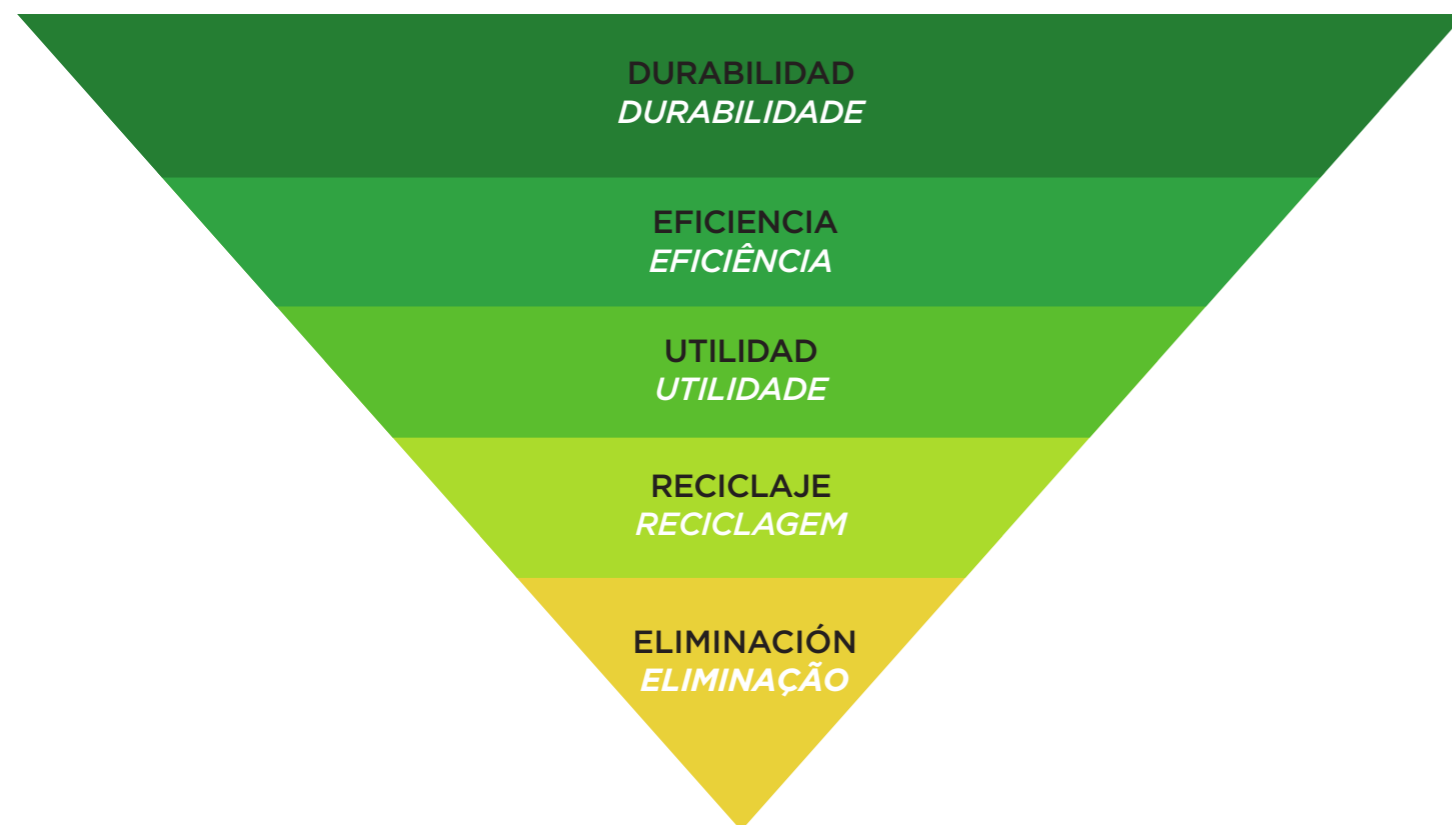 DURABILIDAD
DURABILIDADE
EFICIENCIA
EFICIÊNCIA
UTILIDAD
UTILIDADE
RECICLAJE
RECICLAGEM
ELIMINACIÓN
ELIMINAÇÃO